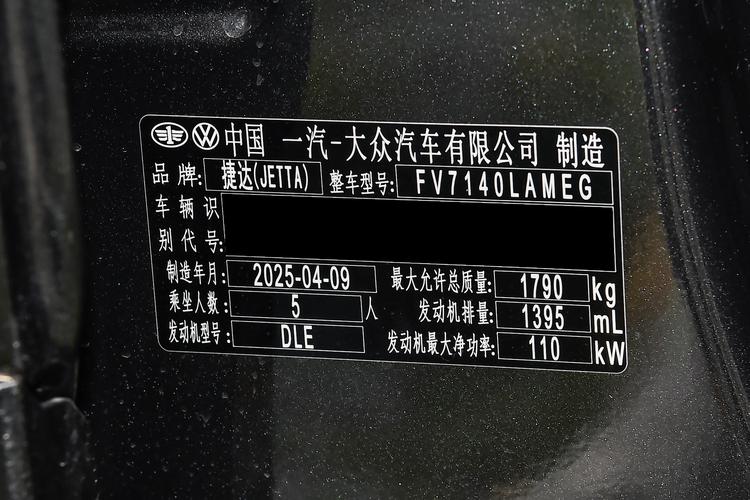 中国 一汽-大众汽车有限公司 制造
品牌: 捷达(JETTA) 整车型号: FV7140LAMEG
车辆识
别代号:
制造年月: 2025-04-09 最大允许总质量: 1790 kg
乘坐人数: 5 人 发动机排量: 1395 mL
发动机型号: DLE 发动机最大净功率: 110 kW